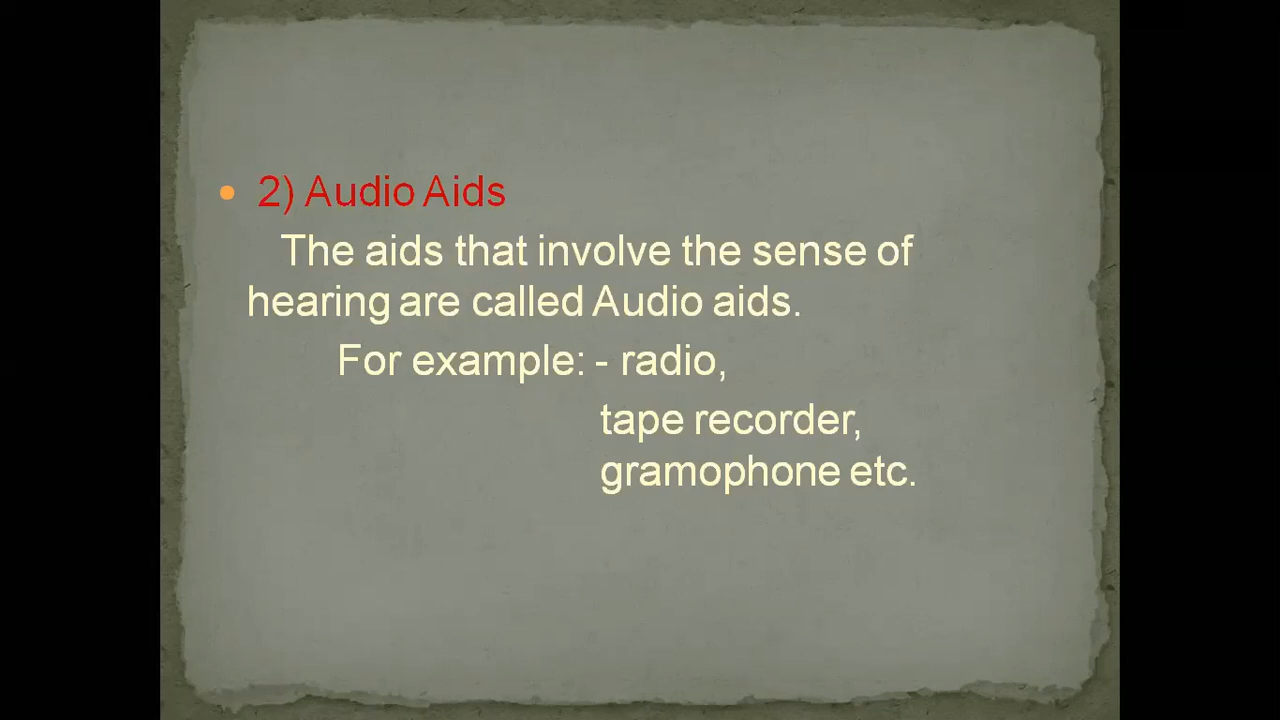 2) Audio Aids
The aids that involve the sense of
hearing are called Audio aids.
For example: - radio,
tape recorder,
gramophone etc.